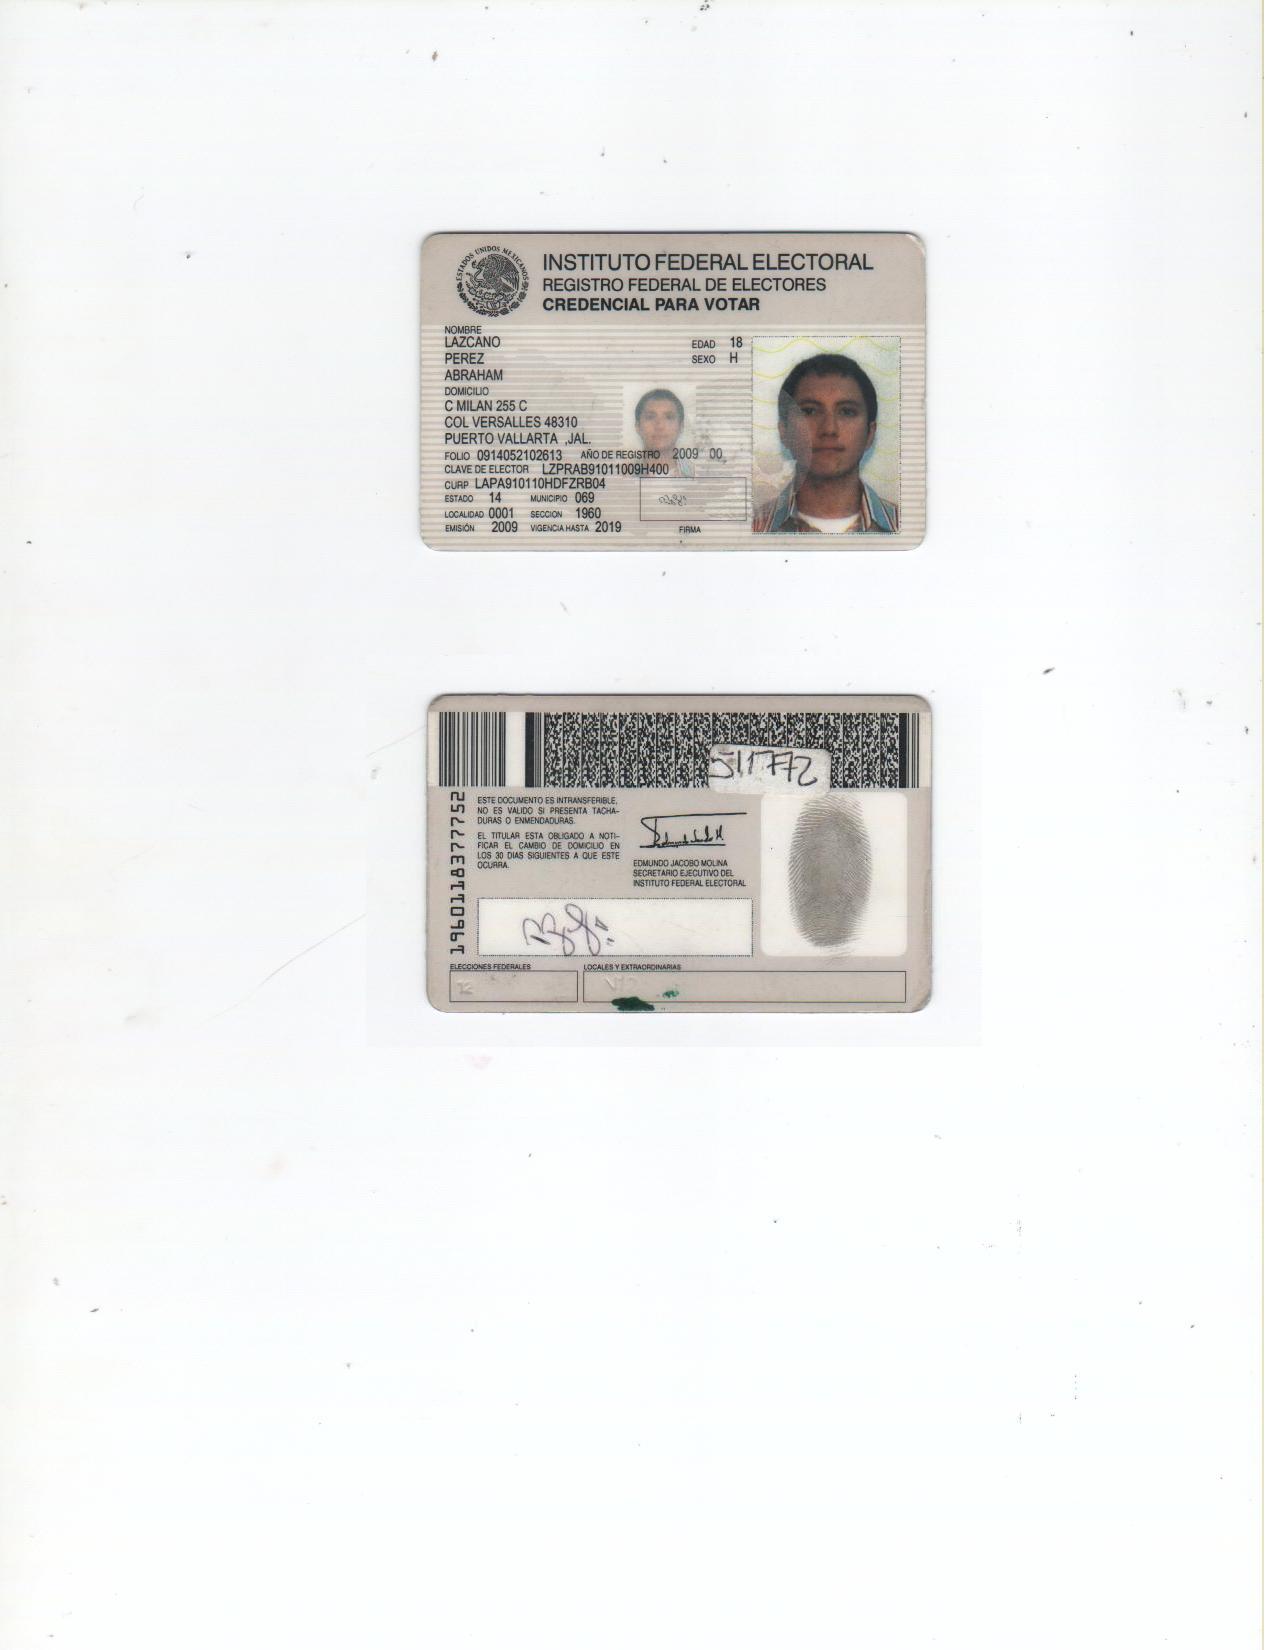 ESTADOS UNIDOS MEXICANOS
INSTITUTO FEDERAL ELECTORAL
REGISTRO FEDERAL DE ELECTORES
CREDENCIAL PARA VOTAR
NOMBRE
LAZCANO
PEREZ
ABRAHAM
EDAD 18
SEXO H
DOMICILIO
C MILAN 255 C
COL VERSALLES 48310
PUERTO VALLARTA ,JAL.
FOLIO 0914052102613 AÑO DE REGISTRO 2009 00
CLAVE DE ELECTOR LZPRAB91011009H400
CURP LAPA910110HDFZRB04
ESTADO 14 MUNICIPIO 069
LOCALIDAD 0001 SECCION 1960
EMISIÓN 2009 VIGENCIA HASTA 2019
FIRMA
511772
1960118377752
ESTE DOCUMENTO ES INTRANSFERIBLE,
NO ES VALIDO SI PRESENTA TACHA-
DURAS O ENMENDADURAS.
EL TITULAR ESTA OBLIGADO A NOTI-
FICAR EL CAMBIO DE DOMICILIO EN
LOS 30 DIAS SIGUIENTES A QUE ESTE
OCURRA.
EDMUNDO JACOBO MOLINA
SECRETARIO EJECUTIVO DEL
INSTITUTO FEDERAL ELECTORAL
ELECCIONES FEDERALES
LOCALES Y EXTRAORDINARIAS
12